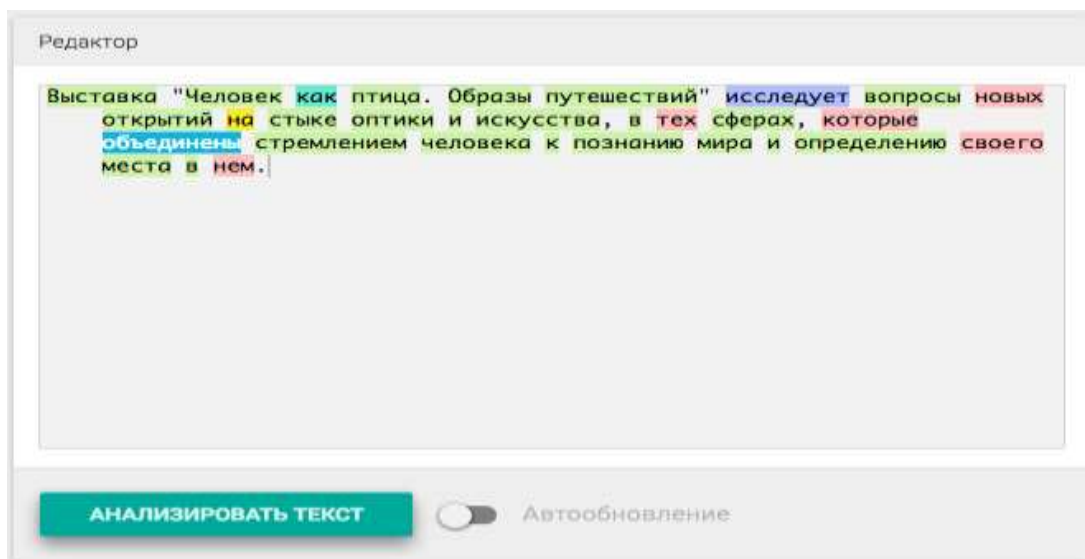 Редактор
Выставка "Человек как птица. Образы путешествий" исследует вопросы новых
открытий на стыке оптики и искусства, в тех сферах, которые
объединены стремлением человека к познанию мира и определению своего
места в нем.
АНАЛИЗИРОВАТЬ ТЕКСТ
Автообновление